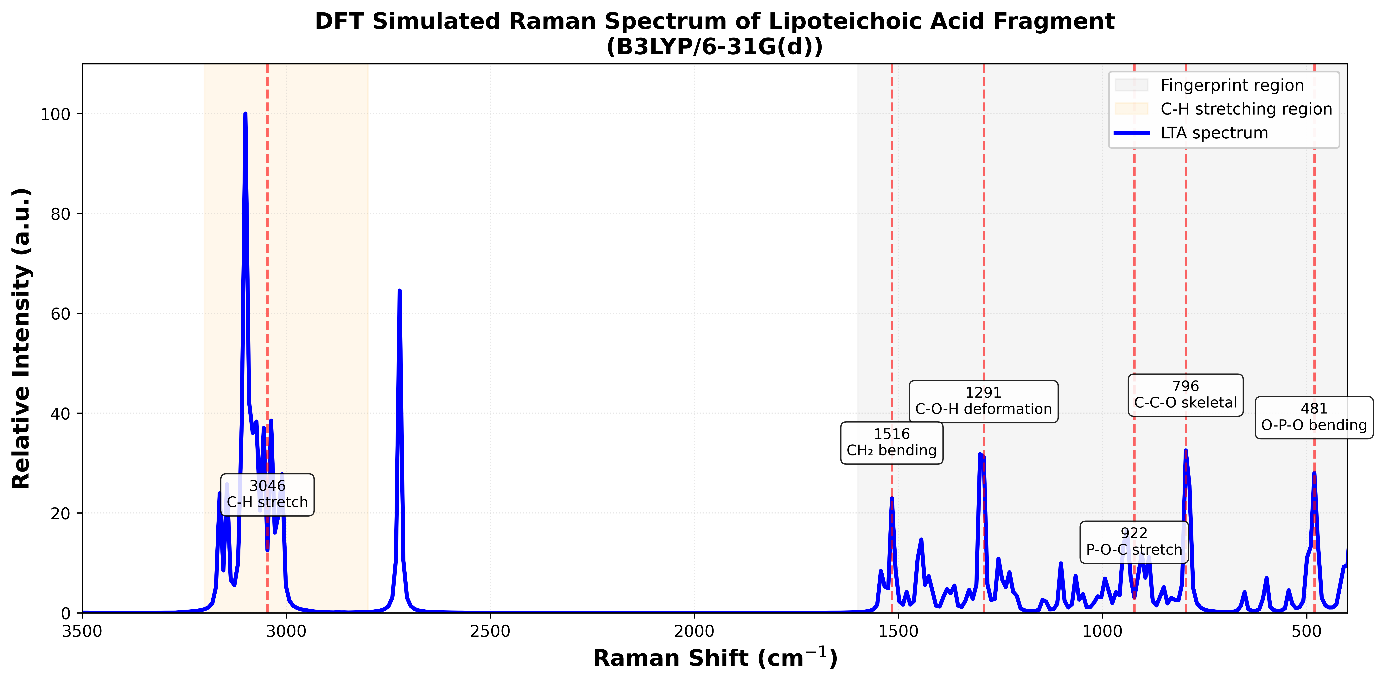 DFT Simulated Raman Spectrum of Lipoteichoic Acid Fragment
(B3LYP/6-31G(d))
Relative Intensity (a.u.)
100
80
60
40
20
0
Fingerprint region
C-H stretching region
LTA spectrum
3046
C-H stretch
1516
CH₂ bending
1291
C-O-H deformation
922
P-O-C stretch
796
C-C-O skeletal
481
O-P-O bending
3500
3000
2500
2000
1500
1000
500
Raman Shift (cm⁻¹)